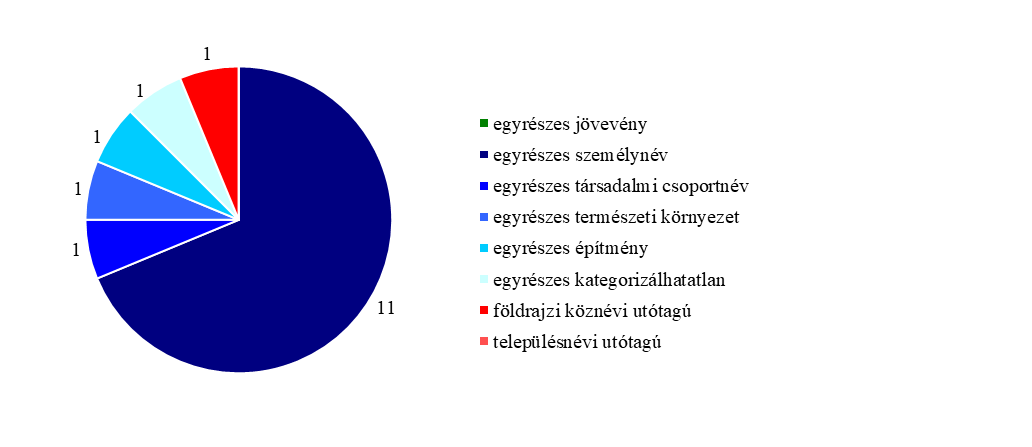 1
1
1
1
1
11
egyrészes jövevény
egyrészes személynév
egyrészes társadalmi csoportnév
egyrészes természeti környezet
egyrészes építmény
egyrészes kategorizálhatatlan
földrajzi köznévi utótagú
településnévi utótagú